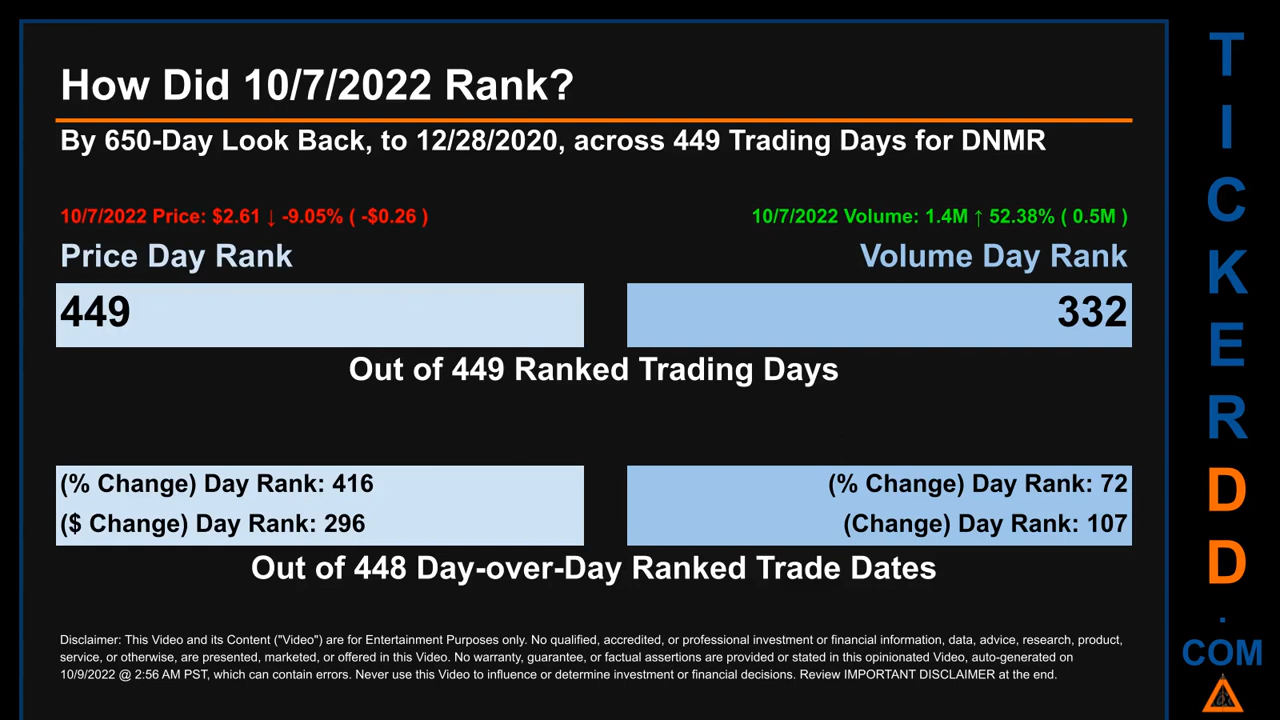 How Did 10/7/2022 Rank?
By 650-Day Look Back, to 12/28/2020, across 449 Trading Days for DNMR
10/7/2022 Price: $2.61 ↓ -9.05% ( -$0.26 )
10/7/2022 Volume: 1.4M ↑ 52.38% ( 0.5M )
Price Day Rank
Volume Day Rank
449
332
Out of 449 Ranked Trading Days
(% Change) Day Rank: 416
($ Change) Day Rank: 296
(% Change) Day Rank: 72
(Change) Day Rank: 107
Out of 448 Day-over-Day Ranked Trade Dates
Disclaimer: This Video and its Content ("Video") are for Entertainment Purposes only. No qualified, accredited, or professional investment or financial information, data, advice, research, product,
service, or otherwise, are presented, marketed, or offered in this Video. No warranty, guarantee, or factual assertions are provided or stated in this opinionated Video, auto-generated on
10/9/2022 @ 2:56 AM PST, which can contain errors. Never use this Video to influence or determine investment or financial decisions. Review IMPORTANT DISCLAIMER at the end.
T
I
C
K
E
R
D
D
.
COM